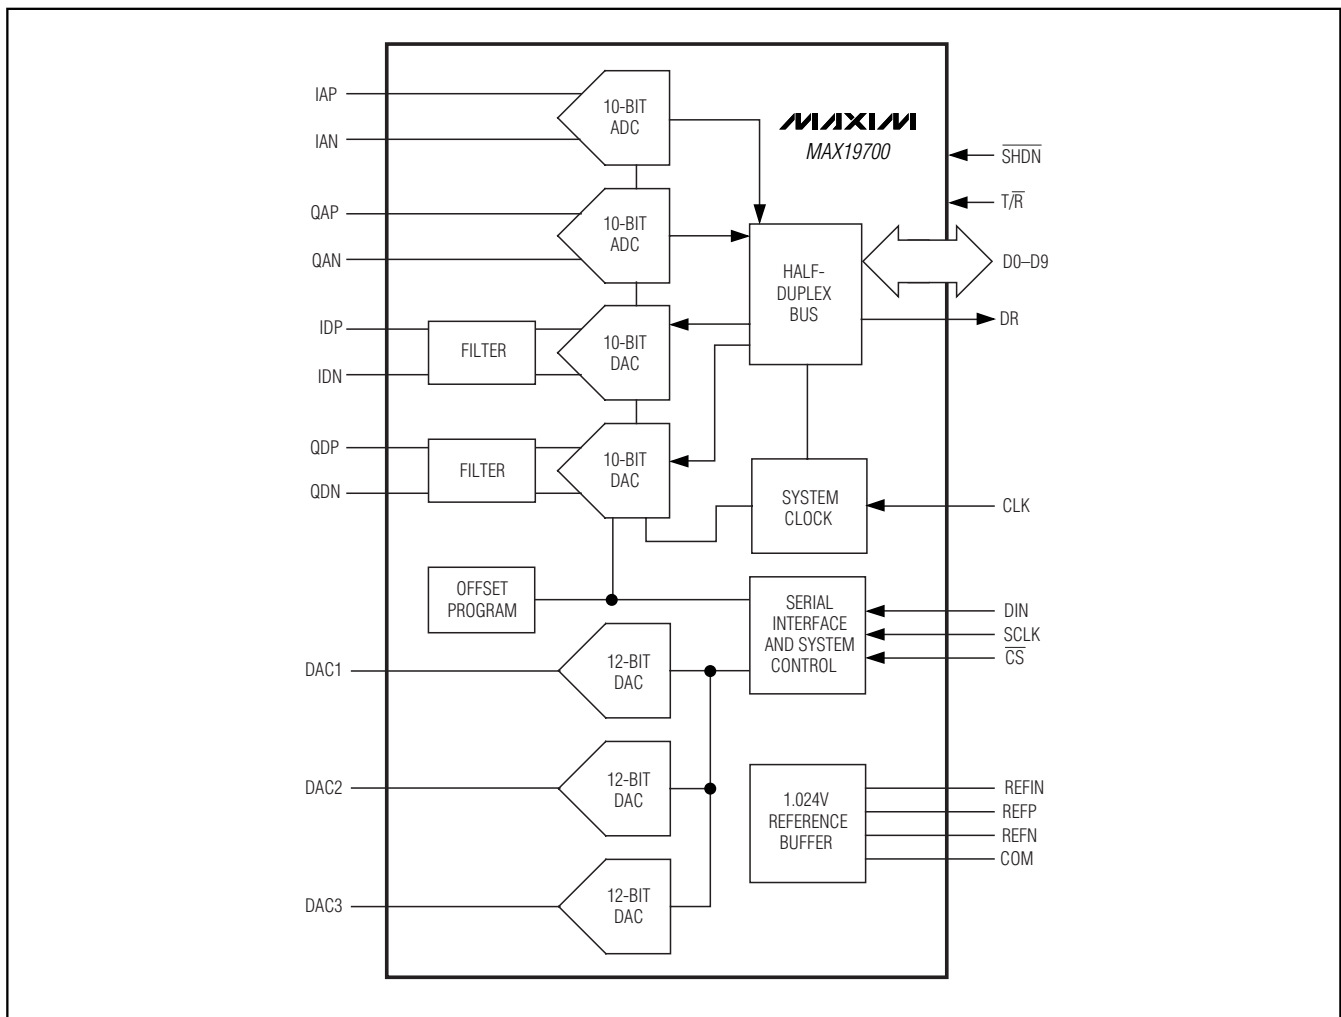 IAP
IAN
10-BIT
ADC
MAXIM
MAX19700
SHDN
T/R
QAP
QAN
10-BIT
ADC
HALF-
DUPLEX
BUS
D0–D9
DR
IDP
IDN
FILTER
10-BIT
DAC
QDP
QDN
FILTER
10-BIT
DAC
SYSTEM
CLOCK
CLK
OFFSET
PROGRAM
SERIAL
INTERFACE
AND SYSTEM
CONTROL
DIN
SCLK
CS
DAC1
12-BIT
DAC
DAC2
12-BIT
DAC
1.024V
REFERENCE
BUFFER
REFIN
REFP
REFN
COM
DAC3
12-BIT
DAC